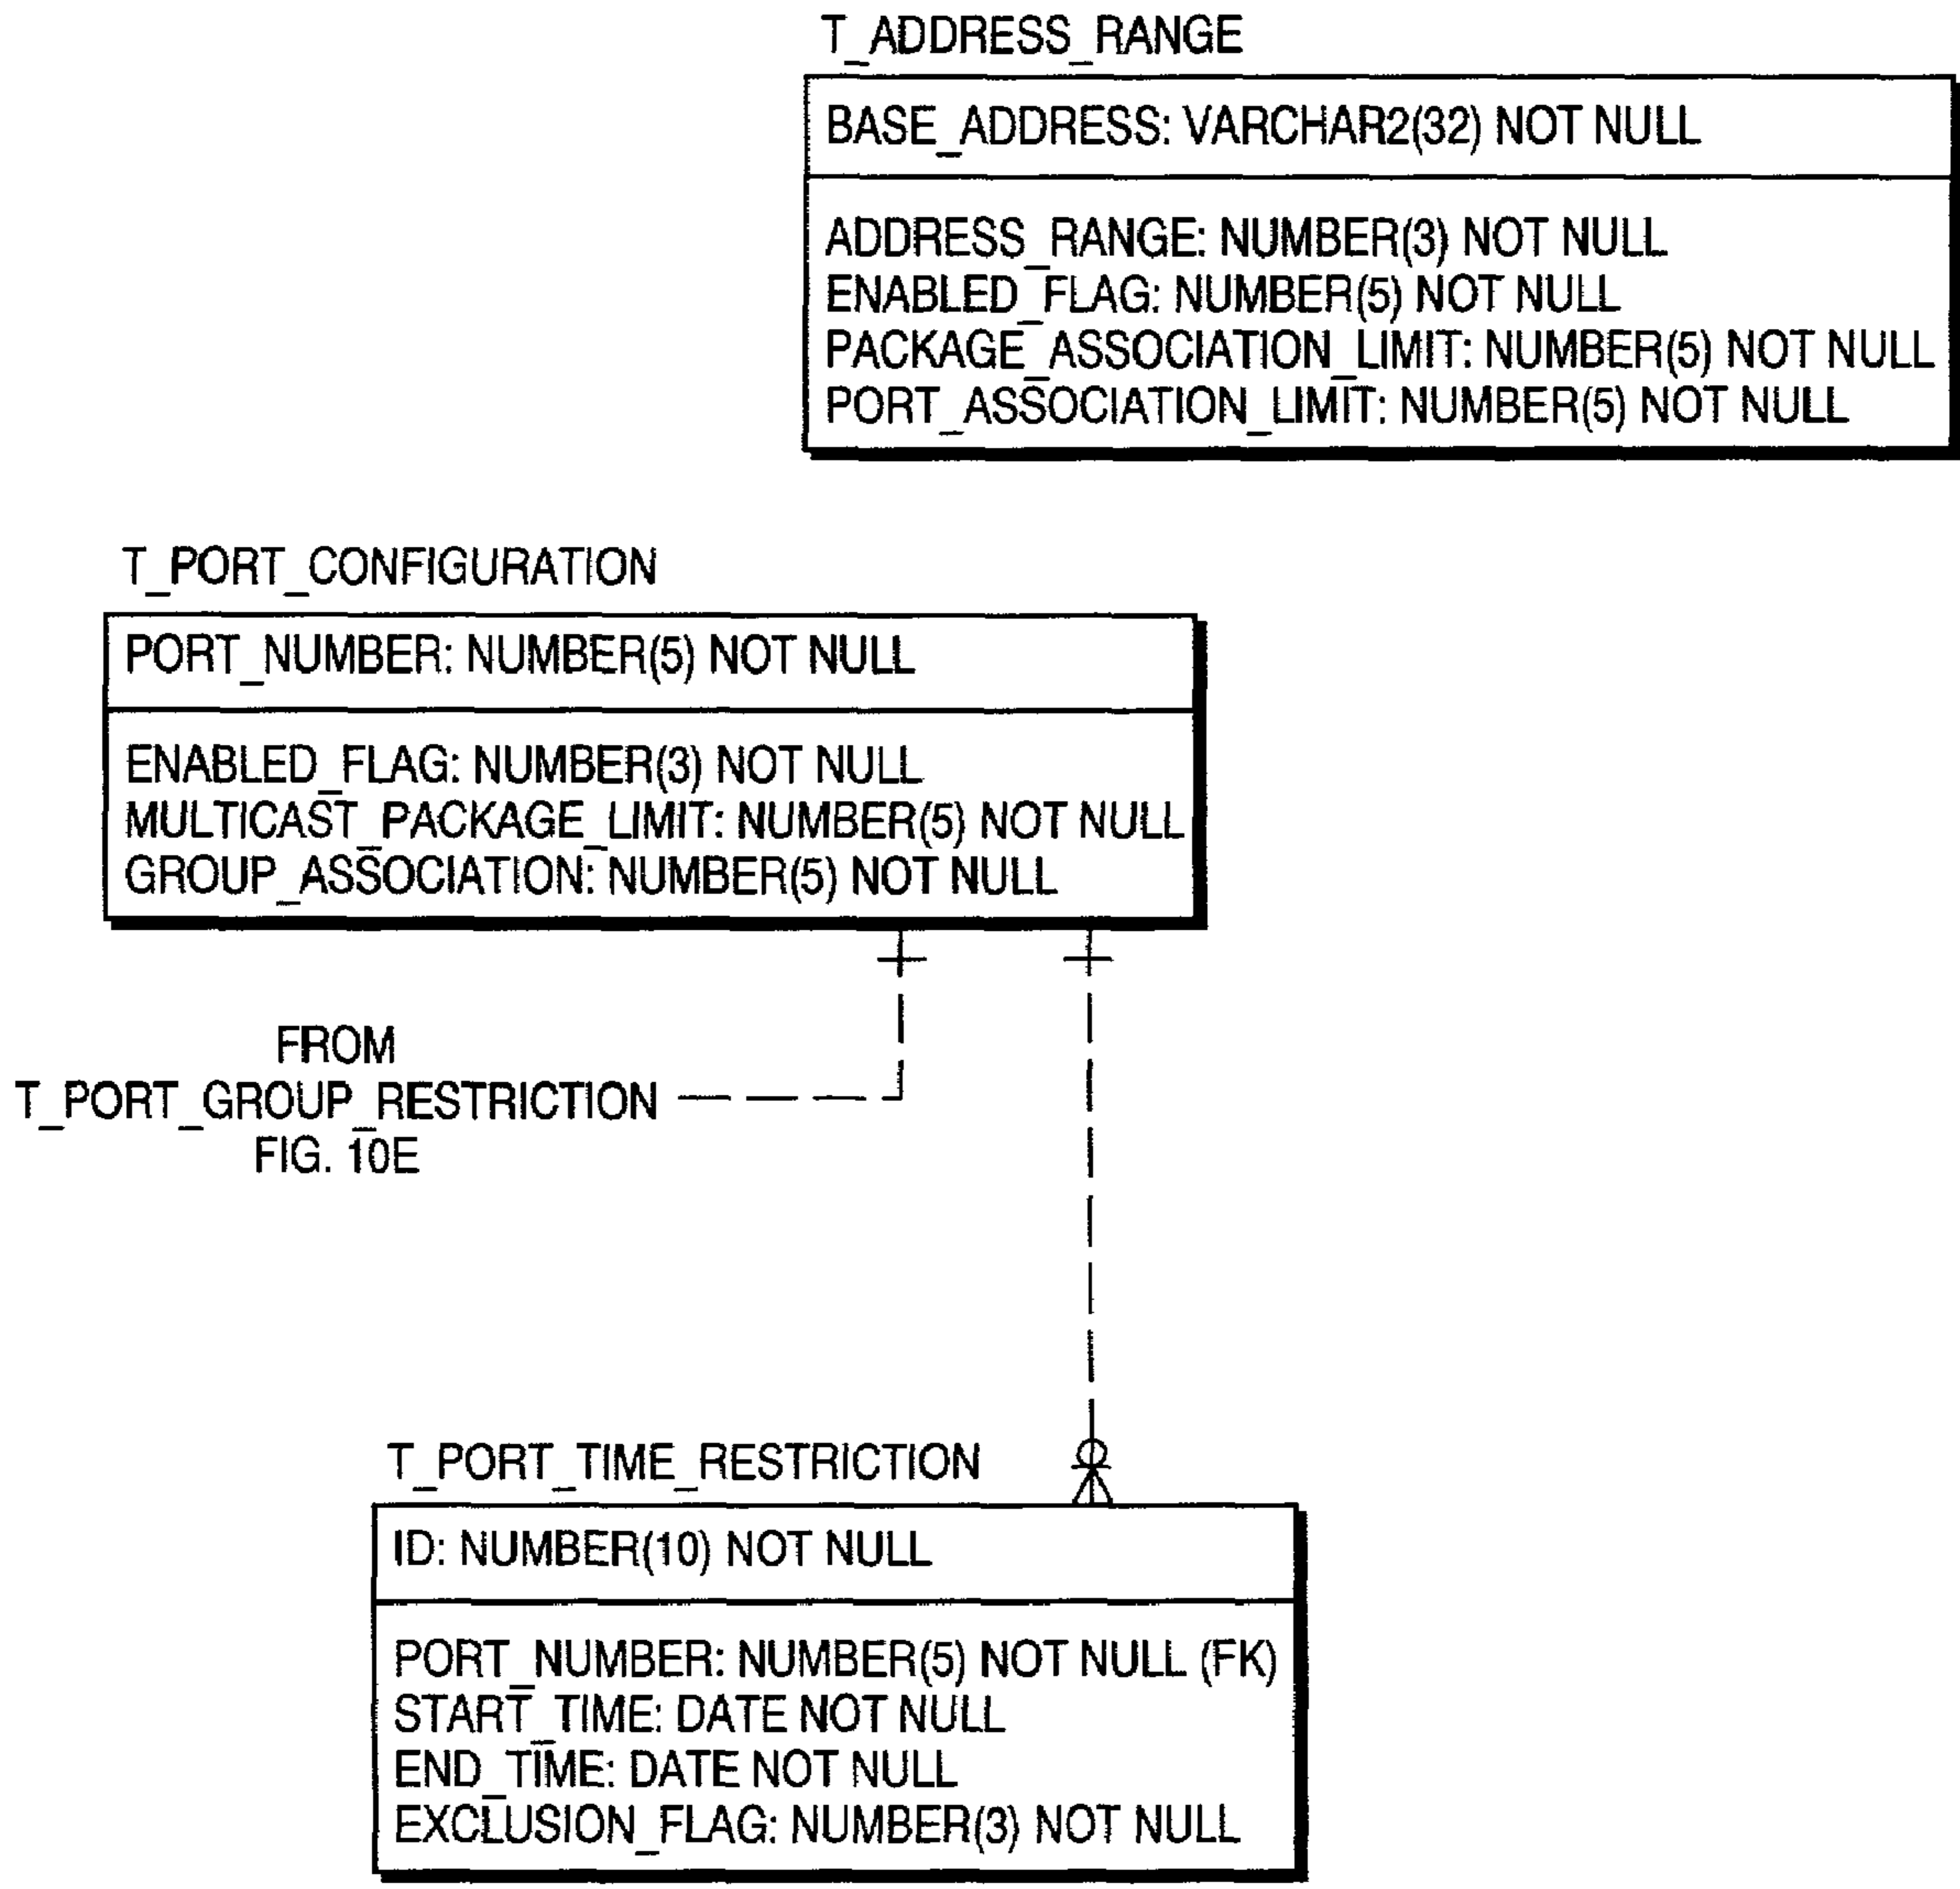 T_ADDRESS_RANGE
BASE_ADDRESS: VARCHAR2(32) NOT NULL
ADDRESS_RANGE: NUMBER(3) NOT NULL
ENABLED_FLAG: NUMBER(5) NOT NULL
PACKAGE_ASSOCIATION_LIMIT: NUMBER(5) NOT NULL
PORT_ASSOCIATION_LIMIT: NUMBER(5) NOT NULL
T_PORT_CONFIGURATION
PORT_NUMBER: NUMBER(5) NOT NULL
ENABLED_FLAG: NUMBER(3) NOT NULL
MULTICAST_PACKAGE_LIMIT: NUMBER(5) NOT NULL
GROUP_ASSOCIATION: NUMBER(5) NOT NULL
FROM
T_PORT_GROUP_RESTRICTION
FIG. 10E
T_PORT_TIME_RESTRICTION
ID: NUMBER(10) NOT NULL
PORT_NUMBER: NUMBER(5) NOT NULL (FK)
START_TIME: DATE NOT NULL
END_TIME: DATE NOT NULL
EXCLUSION_FLAG: NUMBER(3) NOT NULL